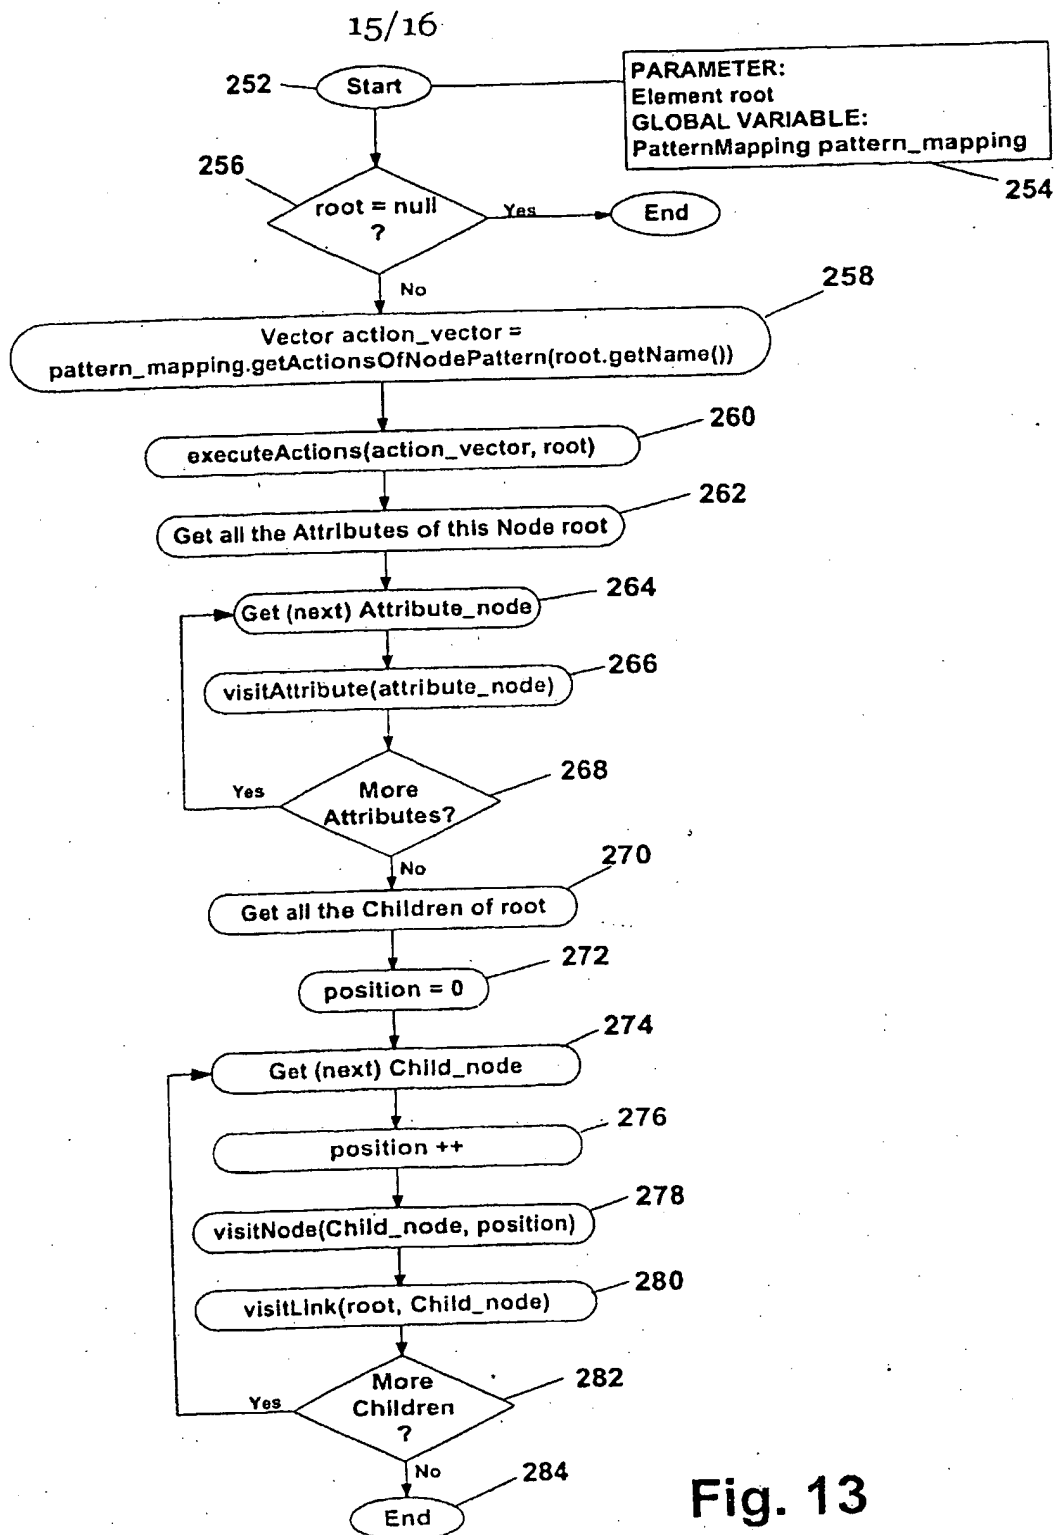 15/16
252
Start
PARAMETER:
Element root
GLOBAL VARIABLE:
PatternMapping pattern_mapping
254
256
root = null
?
Yes
End
No
258
Vector action_vector =
pattern_mapping.getActionsOfNodePattern(root.getName())
260
executeActions(action_vector, root)
262
Get all the Attributes of this Node root
264
Get (next) Attribute_node
266
visitAttribute(attribute_node)
268
More
Attributes?
Yes
No
270
Get all the Children of root
272
position = 0
274
Get (next) Child_node
276
position ++
278
visitNode(Child_node, position)
280
visitLink(root, Child_node)
282
More
Children
?
Yes
No
284
End
Fig. 13